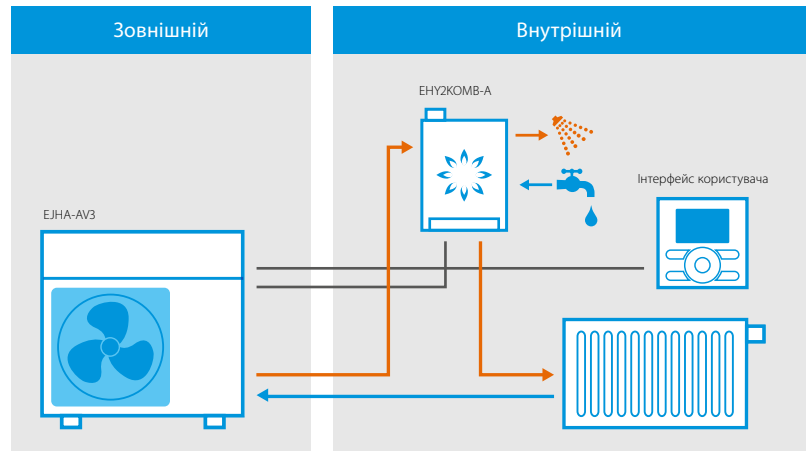 Зовнішній
Внутрішній
EHY2KOMB-A
Інтерфейс користувача
EJHA-AV3